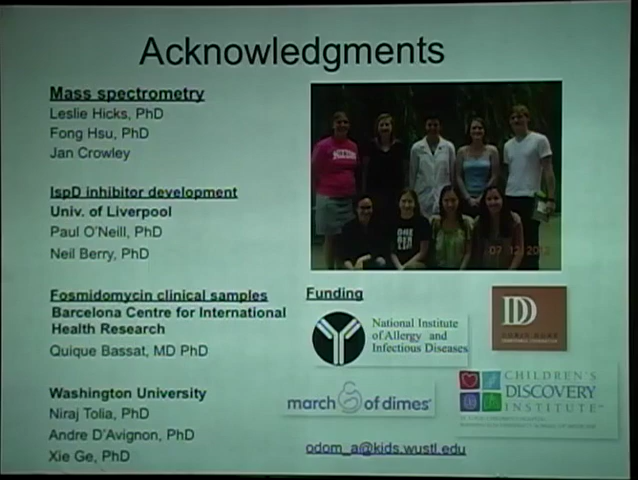 Acknowledgments
Mass spectrometry
Leslie Hicks, PhD
Fong Hsu, PhD
Jan Crowley
IspD inhibitor development
Univ. of Liverpool
Paul O'Neill, PhD
Neil Berry, PhD
Fosmidomycin clinical samples
Barcelona Centre for International
Health Research
Quique Bassat, MD PhD
Washington University
Niraj Tolia, PhD
Andre D'Avignon, PhD
Xie Ge, PhD
07 12 2012
Funding
National Institute
of Allergy and
Infectious Diseases
DD
march of dimes
CHILDREN'S
DISCOVERY
INSTITUTE
odom_a@kids.wustl.edu